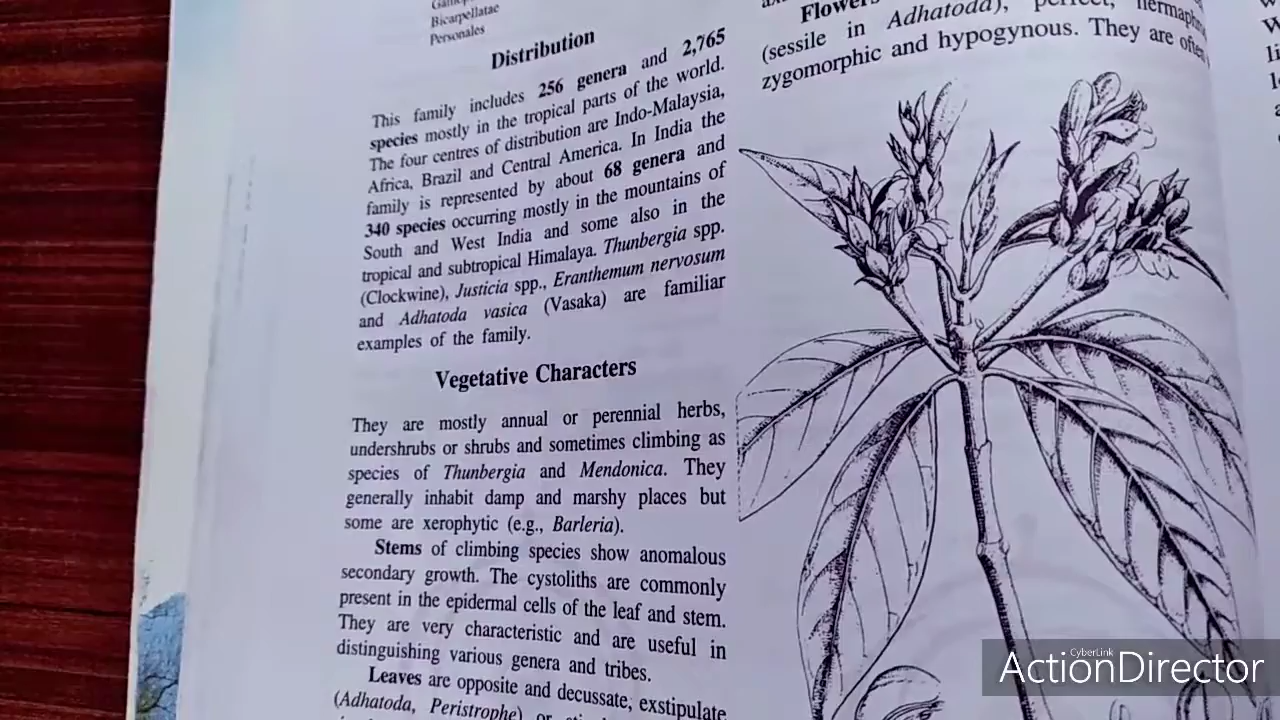 Bicarpellatae
Personales
Distribution
This family includes 256 genera and 2,765
species mostly in the tropical parts of the world.
The four centres of distribution are Indo-Malaysia,
Africa, Brazil and Central America. In India the
family is represented by about 68 genera and
340 species occurring mostly in the mountains of
South and West India and some also in the
tropical and subtropical Himalaya. Thunbergia spp.
(Clockwine), Justicia spp., Eranthemum nervosum
and Adhatoda vasica (Vasaka) are familiar
examples of the family.
Vegetative Characters
They are mostly annual or perennial herbs,
undershrubs or shrubs and sometimes climbing as
species of Thunbergia and Mendonica. They
generally inhabit damp and marshy places but
some are xerophytic (e.g., Barleria).
Stems of climbing species show anomalous
secondary growth. The cystoliths are commonly
present in the epidermal cells of the leaf and stem.
They are very characteristic and are useful in
distinguishing various genera and tribes.
Leaves are opposite and decussate, exstipulate
(Adhatoda, Peristrophe) or
Flowers
(sessile in Adhatoda), perfect,
zygomorphic and hypogynous. They are often
CyberLink
ActionDirector